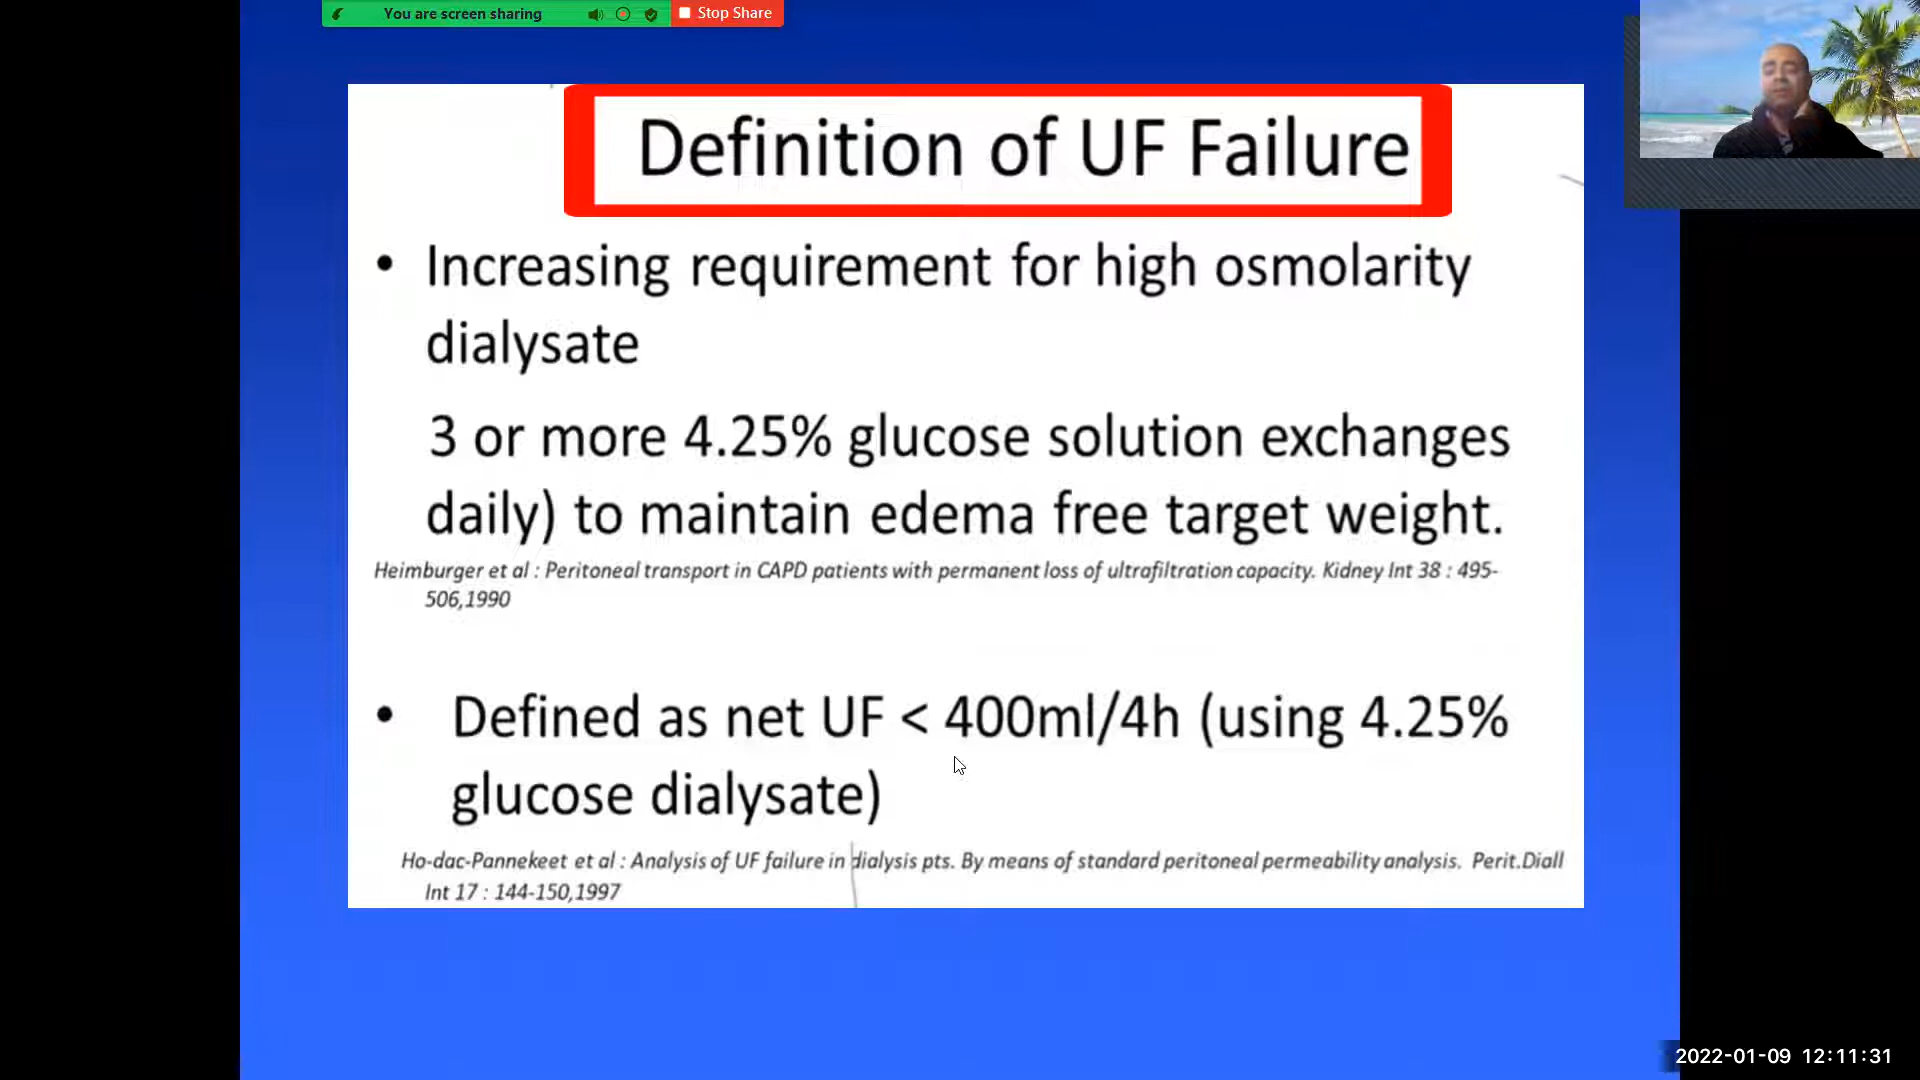 You are screen sharing
Stop Share
Definition of UF Failure
• Increasing requirement for high osmolarity
dialysate
3 or more 4.25% glucose solution exchanges
daily) to maintain edema free target weight.
Heimburger et al : Peritoneal transport in CAPD patients with permanent loss of ultrafiltration capacity. Kidney Int 38 : 495-
506,1990
• Defined as net UF < 400ml/4h (using 4.25%
glucose dialysate)
Ho-dac-Pannekeet et al : Analysis of UF failure in dialysis pts. By means of standard peritoneal permeability analysis. Perit.Diall
Int 17 : 144-150,1997
2022-01-09 12:11:31